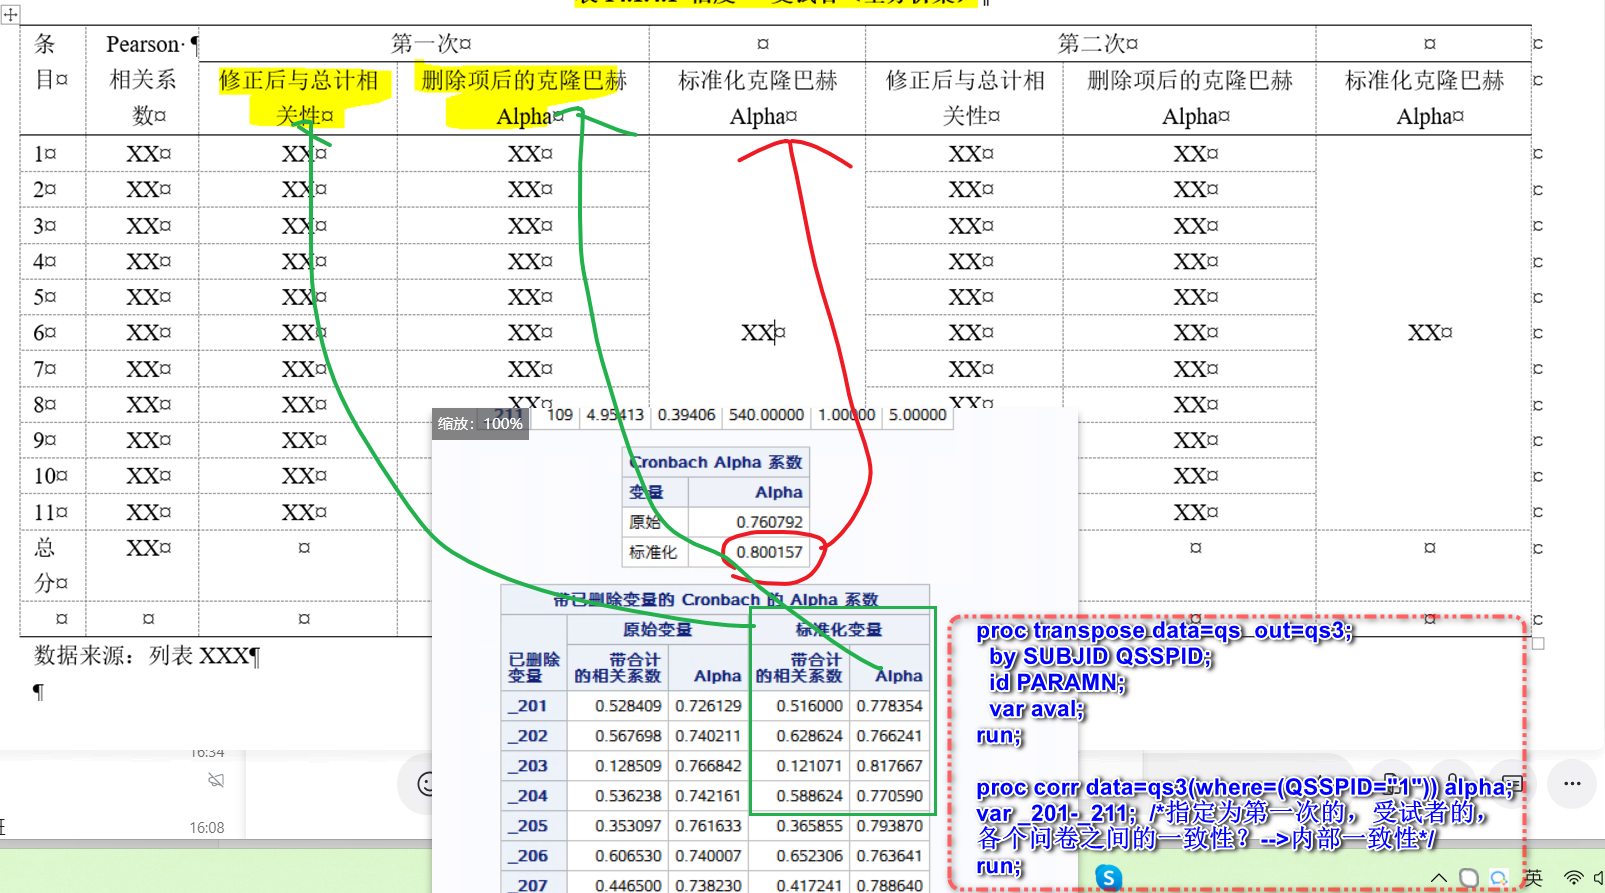 条目¤ Pearson·¶相关系数¤ 第一次¤ ¤ 第二次¤ ¤ ¤
修正后与总计相关性¤ 删除项后的克隆巴赫Alpha¤ 标准化克隆巴赫Alpha¤ 修正后与总计相关性¤ 删除项后的克隆巴赫Alpha¤ 标准化克隆巴赫Alpha¤ ¤
1¤ XX¤ XX¤ XX¤ XX¤ XX¤ ¤
2¤ XX¤ XX¤ XX¤ XX¤ XX¤ ¤
3¤ XX¤ XX¤ XX¤ XX¤ XX¤ ¤
4¤ XX¤ XX¤ XX¤ XX¤ XX¤ ¤
5¤ XX¤ XX¤ XX¤ XX¤ XX¤ ¤
6¤ XX¤ XX¤ XX¤ XX¤ XX¤ XX¤ XX¤ ¤
7¤ XX¤ XX¤ XX¤ XX¤ XX¤ ¤
8¤ XX¤ XX¤ XX¤ XX¤ XX¤ ¤
9¤ XX¤ XX¤ XX¤ ¤
10¤ XX¤ XX¤ XX¤ ¤
11¤ XX¤ XX¤ XX¤ ¤
总分¤ XX¤ ¤ ¤ ¤ ¤
¤ ¤ ¤ ¤ ¤
数据来源：列表 XXX¶
¶
缩放：100%
211 109 4.95413 0.39406 540.00000 1.00000 5.00000
Cronbach Alpha 系数
变量 Alpha
原始 0.760792
标准化 0.800157
带已删除变量的 Cronbach 的 Alpha 系数
已删除变量 原始变量 标准化变量
带合计的相关系数 Alpha 带合计的相关系数 Alpha
_201 0.528409 0.726129 0.516000 0.778354
_202 0.567698 0.740211 0.628624 0.766241
_203 0.128509 0.766842 0.121071 0.817667
_204 0.536238 0.742161 0.588624 0.770590
_205 0.353097 0.761633 0.365855 0.793870
_206 0.606530 0.740007 0.652306 0.763641
_207 0.446500 0.738230 0.417241 0.788640
proc transpose data=qs out=qs3;
by SUBJID QSSPID;
id PARAMN;
var aval;
run;
proc corr data=qs3(where=(QSSPID="1")) alpha;
var _201-_211; /*指定为第一次的，受试者的，
各个问卷之间的一致性？-->内部一致性*/
run;
16:34
16:08
S
英